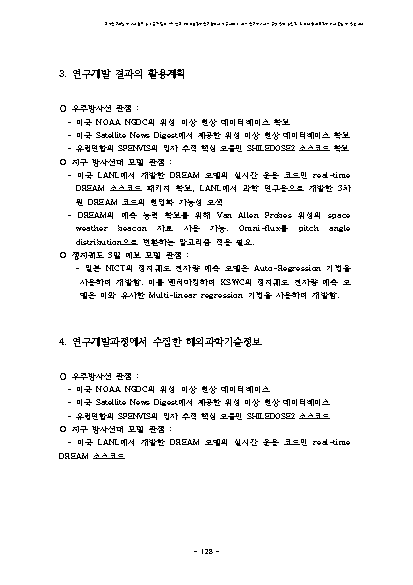 3. 연구개발 결과의 활용계획
○ 우주방사선 관점 :
- 미국 NOAA NGDC의 위성 이상 현상 데이터베이스 확보
- 미국 Satellite News Digest에서 제공한 위성 이상 현상 데이터베이스 확보
- 유럽연합의 SPENVIS의 입자 추적 핵심 모듈인 SHILEDOSE2 소스코드 확보
○ 지구 방사선대 모델 관점 :
- 미국 LANL에서 개발한 DREAM 모델의 실시간 운용 코드인 real-time
DREAM 소스코드 패키지 확보, LANL에서 과학 연구용으로 개발한 3차
원 DREAM 코드의 현업화 가능성 모색
- DREAM의 예측 능력 확보를 위해 Van Allen Probes 위성의 space
weather beacon 자료 사용 가능. Omni-flux를 pitch angle
distribution으로 변환하는 알고리즘 적용 필요.
○ 정지궤도 3일 예보 모델 관점 :
- 일본 NICT의 정지궤도 전자량 예측 모델은 Auto-Regression 기법을
사용하여 개발함. 이를 벤치마킹하여 KSWC의 정지궤도 전자량 예측 모
델은 이와 유사한 Multi-linear regression 기법을 사용하여 개발함.
4. 연구개발과정에서 수집한 해외과학기술정보
○ 우주방사선 관점 :
- 미국 NOAA NGDC의 위성 이상 현상 데이터베이스
- 미국 Satellite News Digest에서 제공한 위성 이상 현상 데이터베이스
- 유럽연합의 SPENVIS의 입자 추적 핵심 모듈인 SHILEDOSE2 소스코드
○ 지구 방사선대 모델 관점 :
- 미국 LANL에서 개발한 DREAM 모델의 실시간 운용 코드인 real-time
DREAM 소스코드
- 128 -